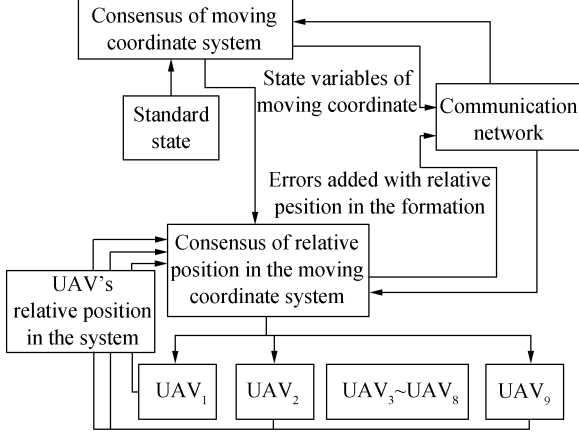 Consensus of moving
coordinate system
State variables of
moving coordinate
Standard
state
Communication
network
Errors added with relative
pesition in the formation
Consensus of relative
position in the moving
coordinate system
UAV's
relative position
in the system
UAV₁
UAV₂
UAV₃~UAV₈
UAV₉